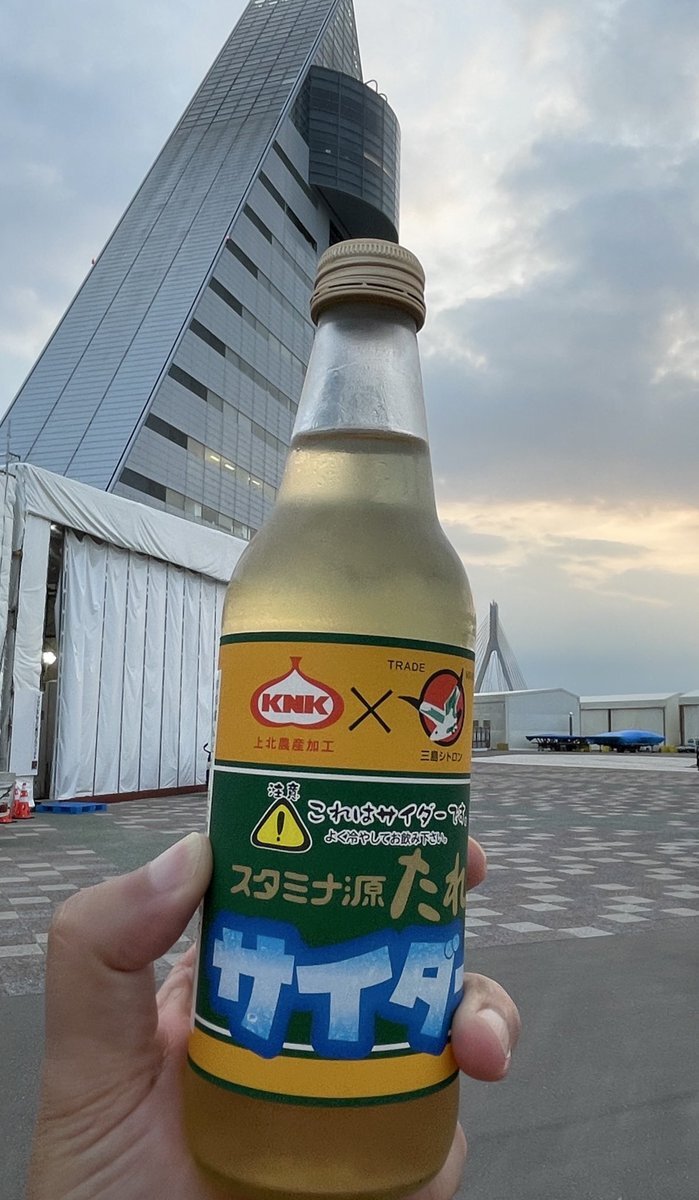 TRADE
KNK
上北農産加工
×
三島シトロン
注意
これはサイダーです。
よく冷やしてお飲み下さい。
スタミナ源たれ
サイダー